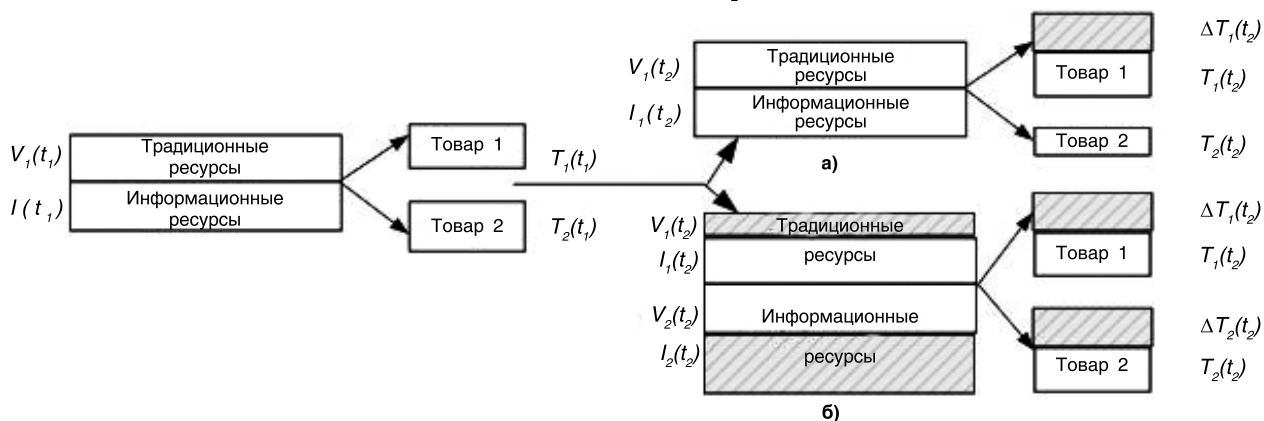 V₁(t₁)
Традиционные
ресурсы
I (t ₁)
Информационные
ресурсы
Товар 1
T₁(t₁)
Товар 2
T₂(t₁)
V₁(t₂)
Традиционные
ресурсы
I₁(t₂)
Информационные
ресурсы
ΔT₁(t₂)
Товар 1
T₁(t₂)
Товар 2
T₂(t₂)
а)
V₁(t₂)
Традиционные
I₁(t₂)
ресурсы
V₂(t₂)
Информационные
I₂(t₂)
ресурсы
ΔT₁(t₂)
Товар 1
T₁(t₂)
ΔT₂(t₂)
Товар 2
T₂(t₂)
б)